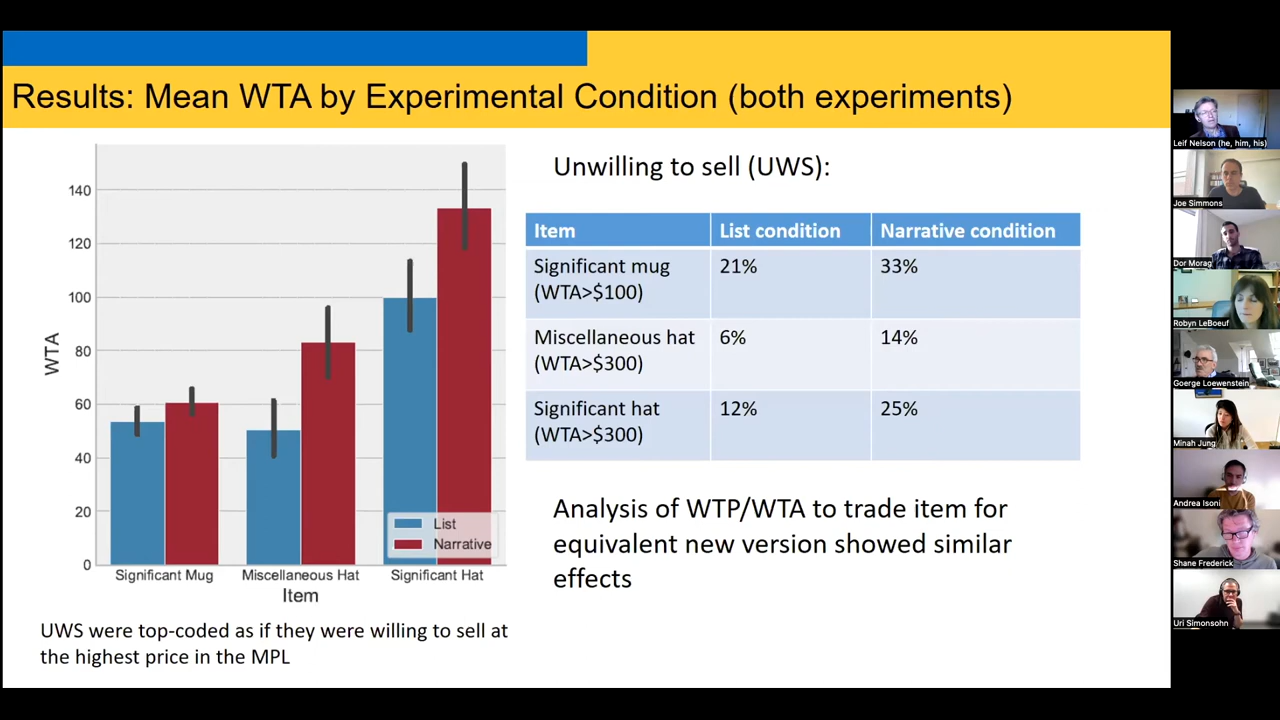 Results: Mean WTA by Experimental Condition (both experiments)
140
120
100
80
60
40
20
0
WTA
List
Narrative
Significant Mug
Miscellaneous Hat
Significant Hat
Item
UWS were top-coded as if they were willing to sell at
the highest price in the MPL
Unwilling to sell (UWS):
Item List condition Narrative condition
Significant mug 21% 33%
(WTA>$100)
Miscellaneous hat 6% 14%
(WTA>$300)
Significant hat 12% 25%
(WTA>$300)
Analysis of WTP/WTA to trade item for
equivalent new version showed similar
effects
Leif Nelson (he, him, his)
Joe Simmons
Dor Morag
Robyn LeBoeuf
Goerge Loewenstein
Minah Jung
Andrea Isoni
Shane Frederick
Uri Simonsohn